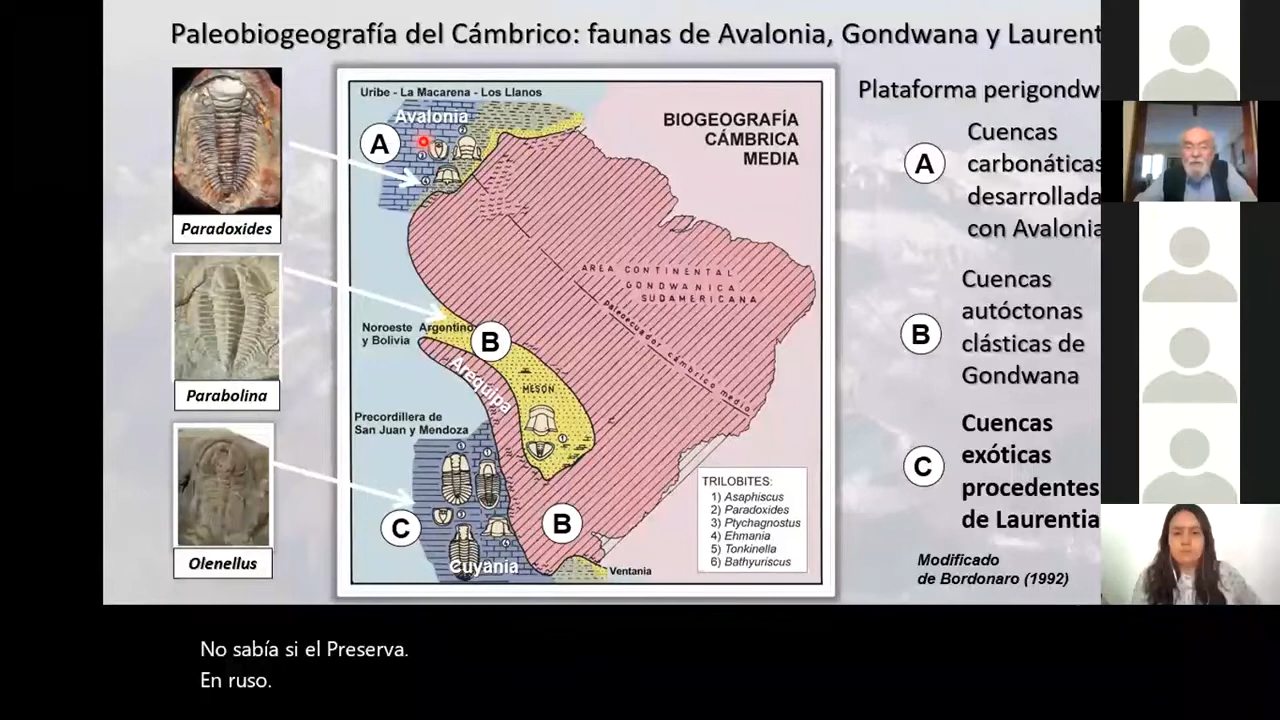 Paleobiogeografía del Cámbrico: faunas de Avalonia, Gondwana y Laurent
Paradoxides
Parabolina
Olenellus
Uribe - La Macarena - Los Llanos
Avalonia
A
BIOGEOGRAFÍA
CÁMBRICA
MEDIA
AREA CONTINENTAL
GONDWANICA
SUDAMERICANA
paleoecuador cámbrico medio
Noroeste Argentino
y Bolivia
B
Arequipa
MESON
Precordillera de
San Juan y Mendoza
C
B
Cuyania
Ventania
TRILOBITES:
1) Asaphiscus
2) Paradoxides
3) Ptychagnostus
4) Ehmania
5) Tonkinella
6) Bathyuriscus
Plataforma perigondw
A
Cuencas
carbonáticas
desarrollada
con Avalonia
B
Cuencas
autóctonas
clásticas de
Gondwana
C
Cuencas
exóticas
procedentes
de Laurentia
Modificado
de Bordonaro (1992)
No sabía si el Preserva.
En ruso.